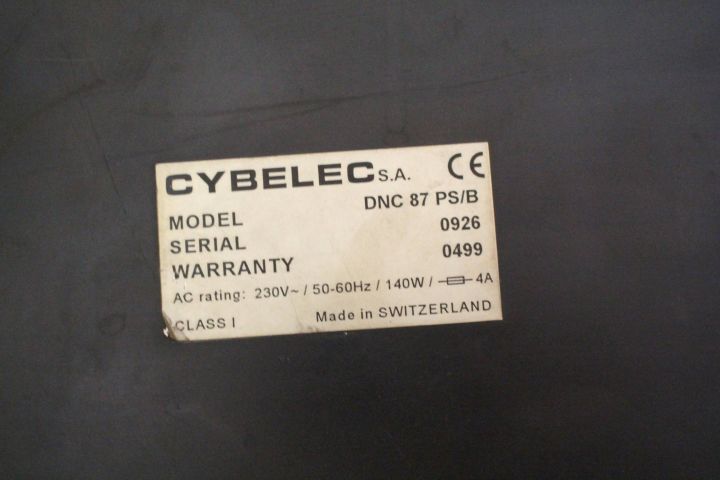 CYBELEC S.A. CE
MODEL DNC 87 PS/B
SERIAL 0926
WARRANTY 0499
AC rating: 230V~ / 50-60Hz / 140W / 4A
CLASS I Made in SWITZERLAND